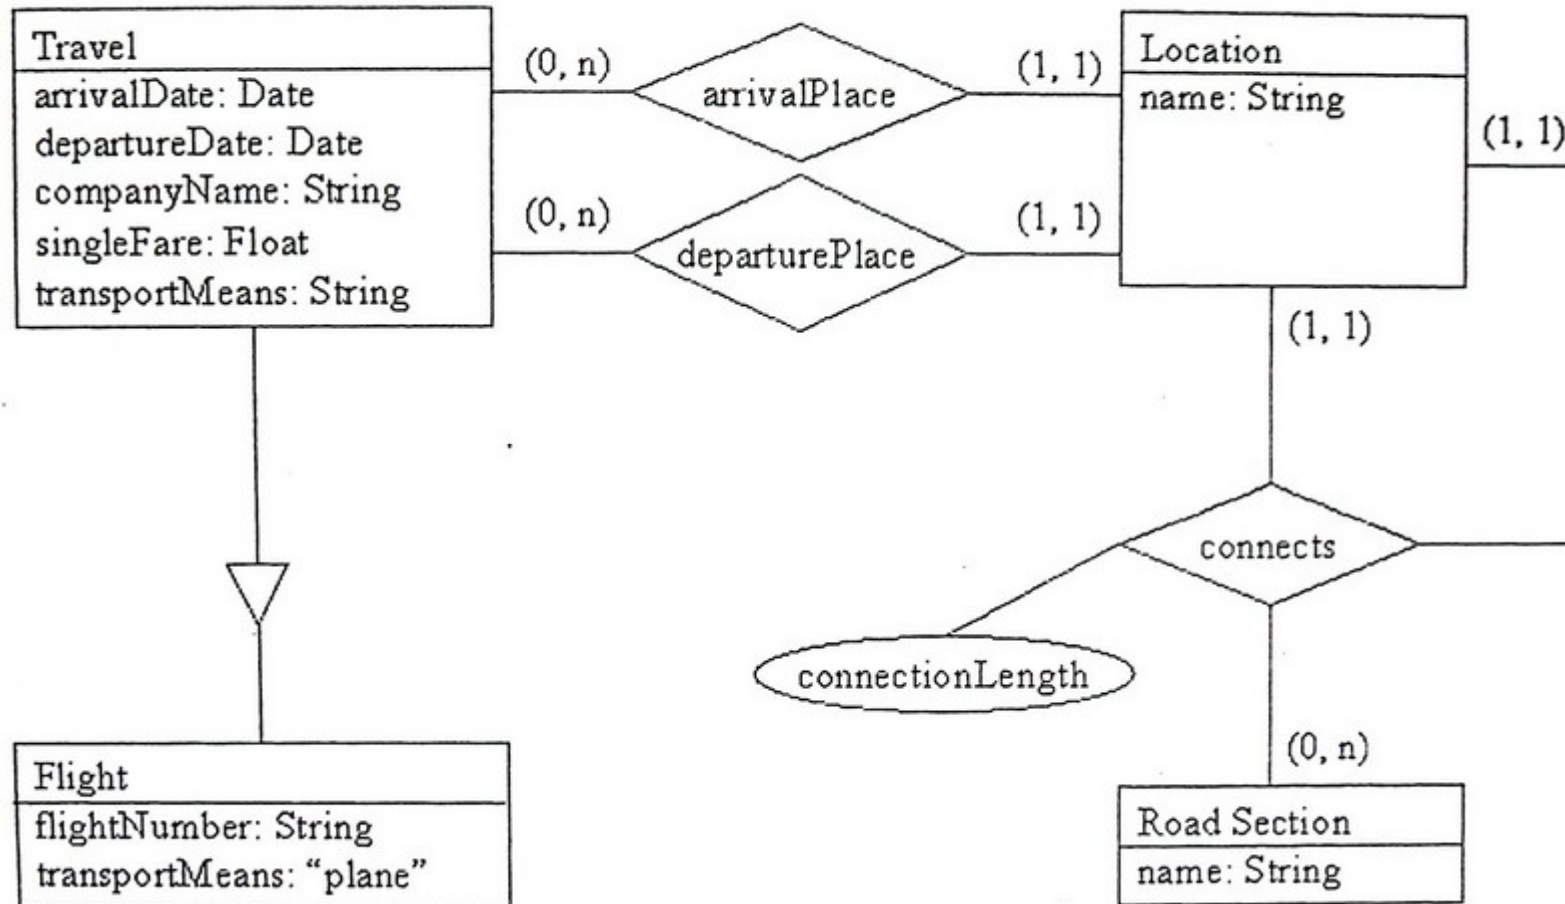 Travel
arrivalDate: Date
departureDate: Date
companyName: String
singleFare: Float
transportMeans: String
(0, n)
arrivalPlace
(1, 1)
(0, n)
departurePlace
(1, 1)
Location
name: String
(1, 1)
(1, 1)
connects
connectionLength
(0, n)
Flight
flightNumber: String
transportMeans: “plane”
Road Section
name: String